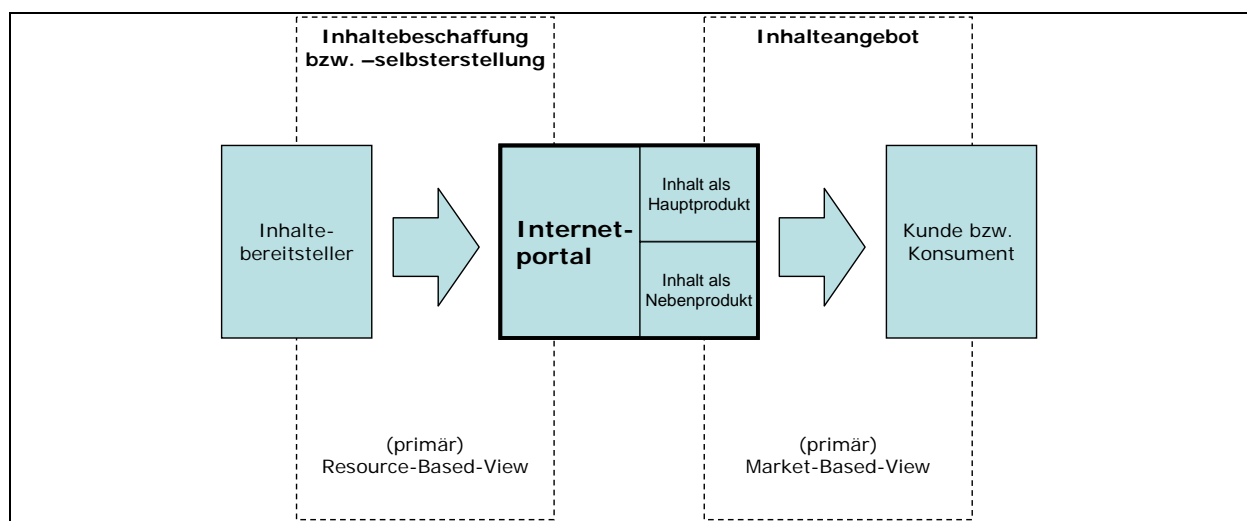 Inhaltebeschaffung
bzw. –selbsterstellung
Inhalteangebot
Inhalte-
bereitsteller
Internet-
portal
Inhalt als
Hauptprodukt
Inhalt als
Nebenprodukt
Kunde bzw.
Konsument
(primär)
Resource-Based-View
(primär)
Market-Based-View